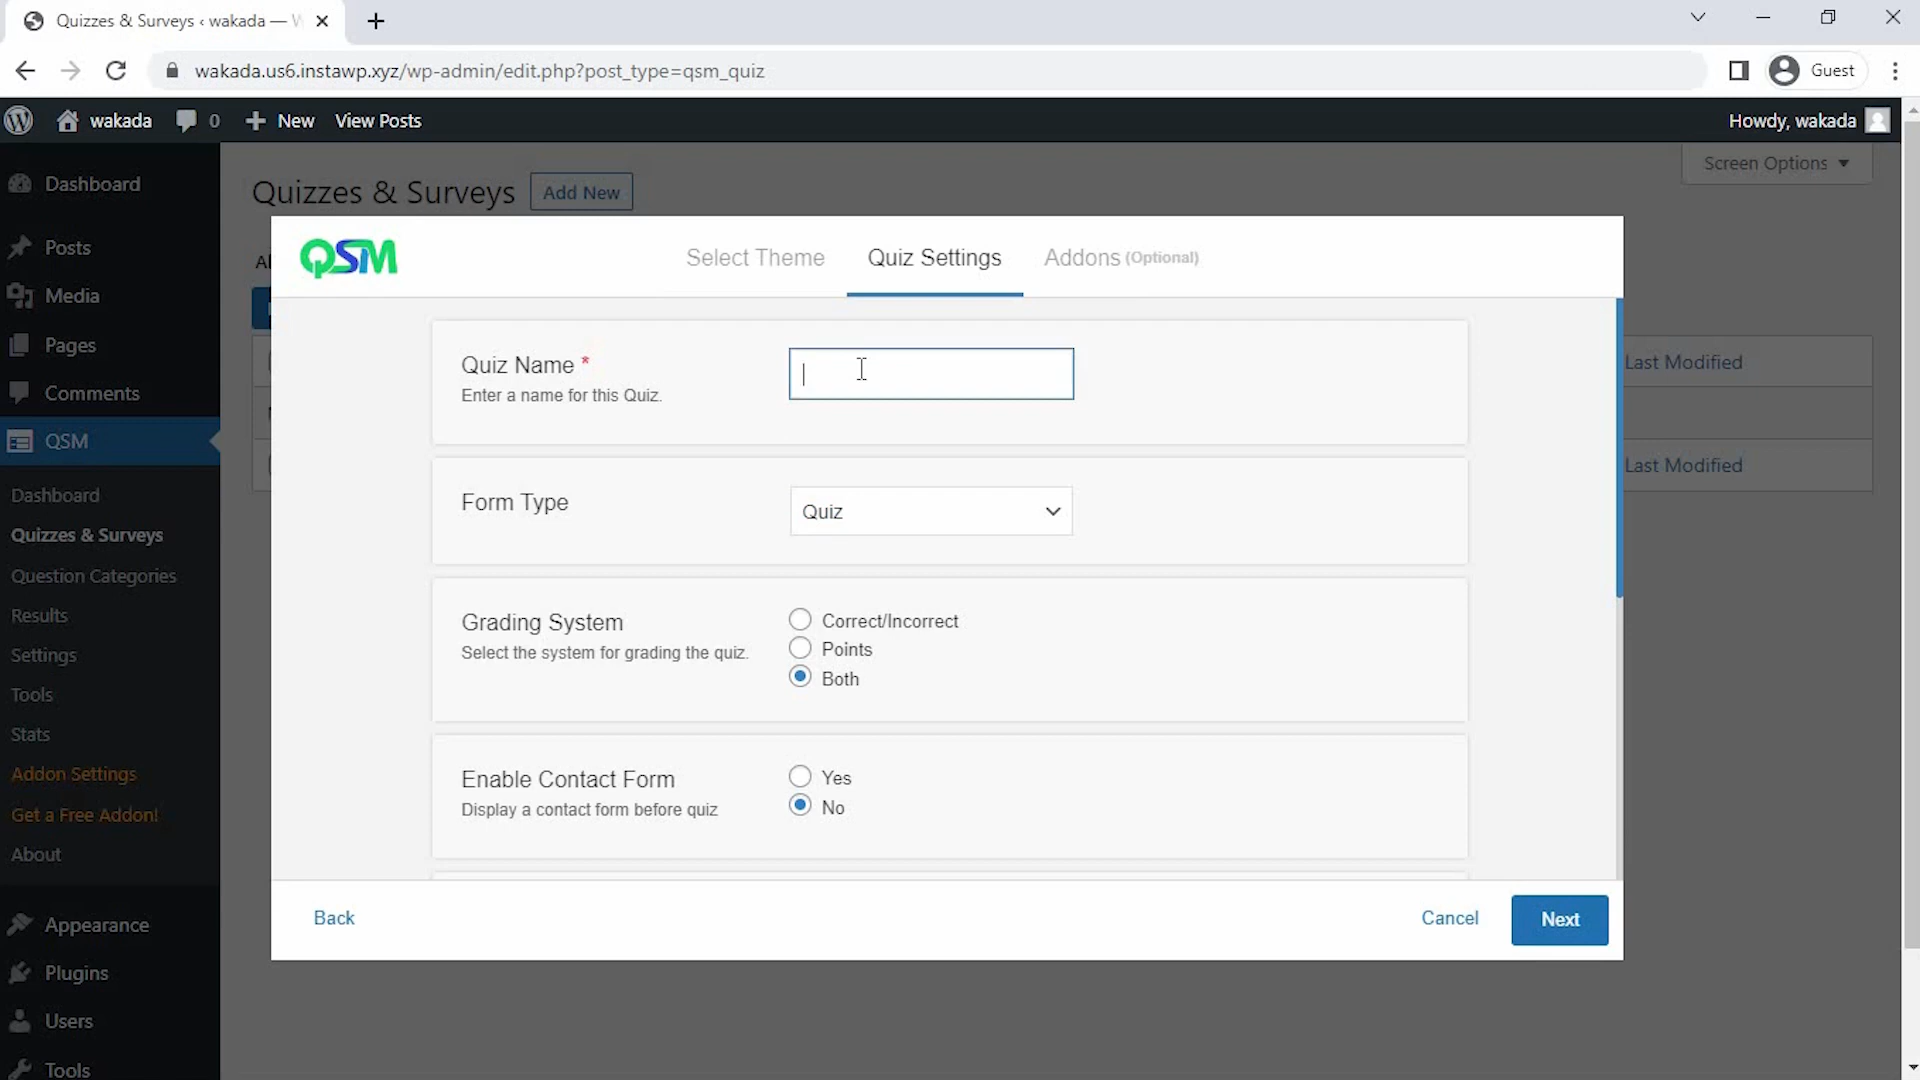 Quizzes & Surveys ‹ wakada —
wakada.us6.instawp.xyz/wp-admin/edit.php?post_type=qsm_quiz
Guest
wakada
0
New
View Posts
Howdy, wakada
Dashboard
Posts
Media
Pages
Comments
QSM
Dashboard
Quizzes & Surveys
Question Categories
Results
Settings
Tools
Stats
Addon Settings
Get a Free Addon!
About
Appearance
Plugins
Users
Tools
Quizzes & Surveys
Add New
Screen Options
QSM
Select Theme
Quiz Settings
Addons (Optional)
Quiz Name *
Enter a name for this Quiz.
Form Type
Quiz
Grading System
Select the system for grading the quiz.
Correct/Incorrect
Points
Both
Enable Contact Form
Display a contact form before quiz
Yes
No
Back
Cancel
Next
Last Modified
Last Modified